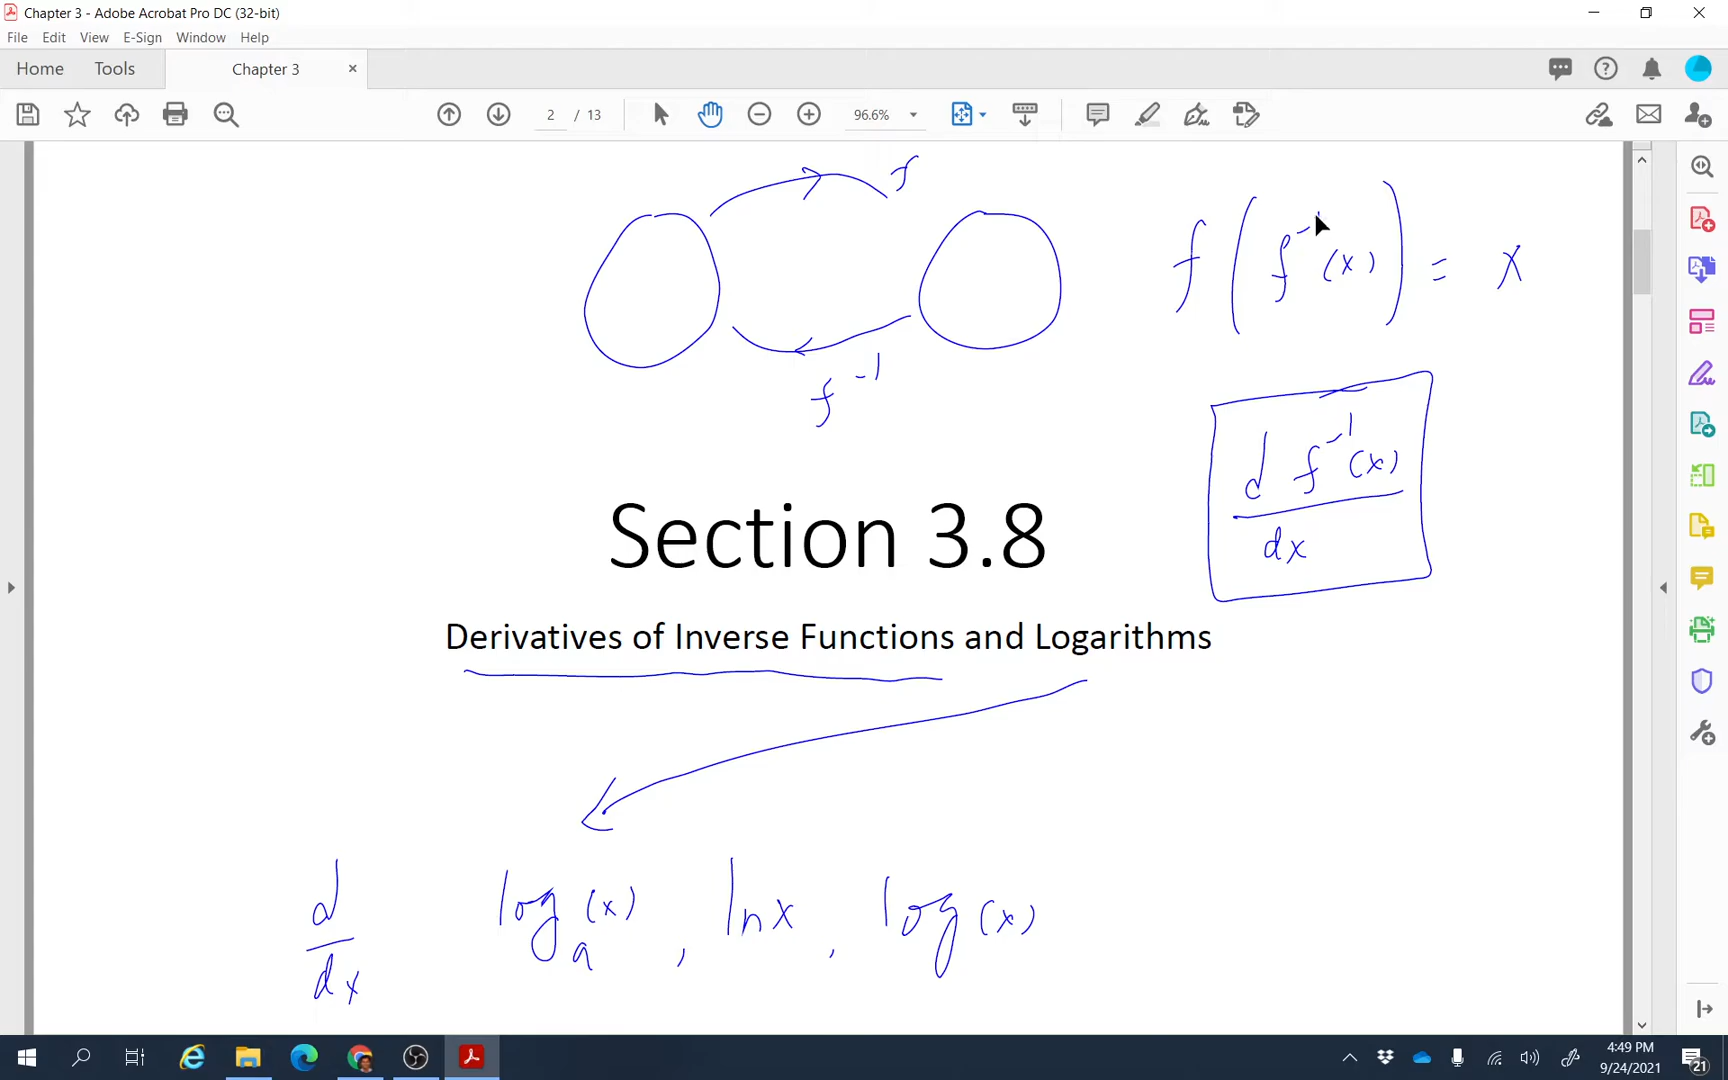 Chapter 3 - Adobe Acrobat Pro DC (32-bit)
File Edit View E-Sign Window Help
Home Tools Chapter 3 ×
2 / 13 96.6%
f
f ( f⁻¹(x) ) = x
f⁻¹
d f⁻¹(x)
dx
Section 3.8
Derivatives of Inverse Functions and Logarithms
d
dx
logₐ(x) , ln x , log(x)
4:49 PM
9/24/2021
21